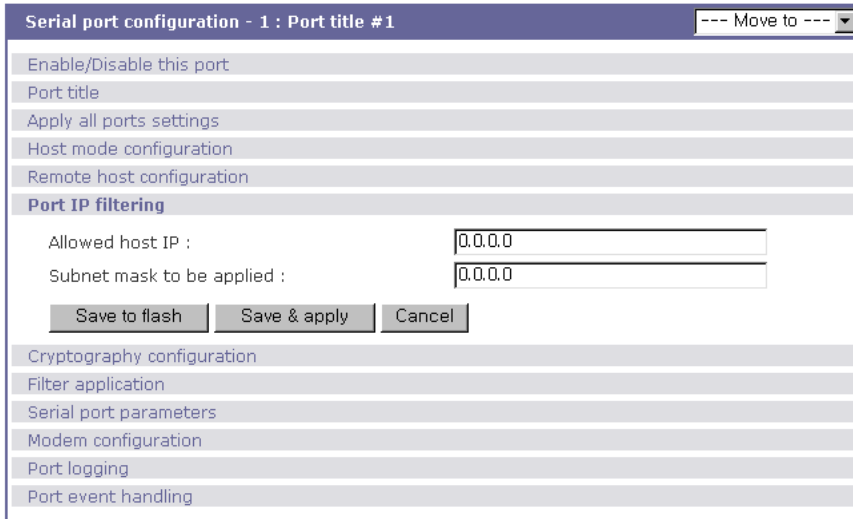 Serial port configuration - 1 : Port title #1 --- Move to ---
Enable/Disable this port
Port title
Apply all ports settings
Host mode configuration
Remote host configuration
Port IP filtering
Allowed host IP : 0.0.0.0
Subnet mask to be applied : 0.0.0.0
Save to flash Save & apply Cancel
Cryptography configuration
Filter application
Serial port parameters
Modem configuration
Port logging
Port event handling